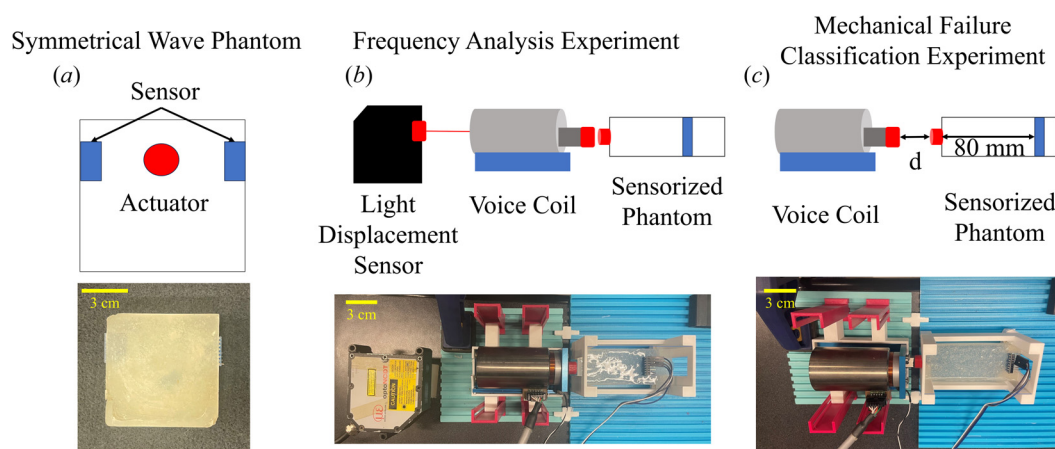 Symmetrical Wave Phantom
(a)
Sensor
Actuator
3 cm
Frequency Analysis Experiment
(b)
Light
Displacement
Sensor
Voice Coil
Sensorized
Phantom
3 cm
Mechanical Failure
Classification Experiment
(c)
d
80 mm
Voice Coil
Sensorized
Phantom
3 cm